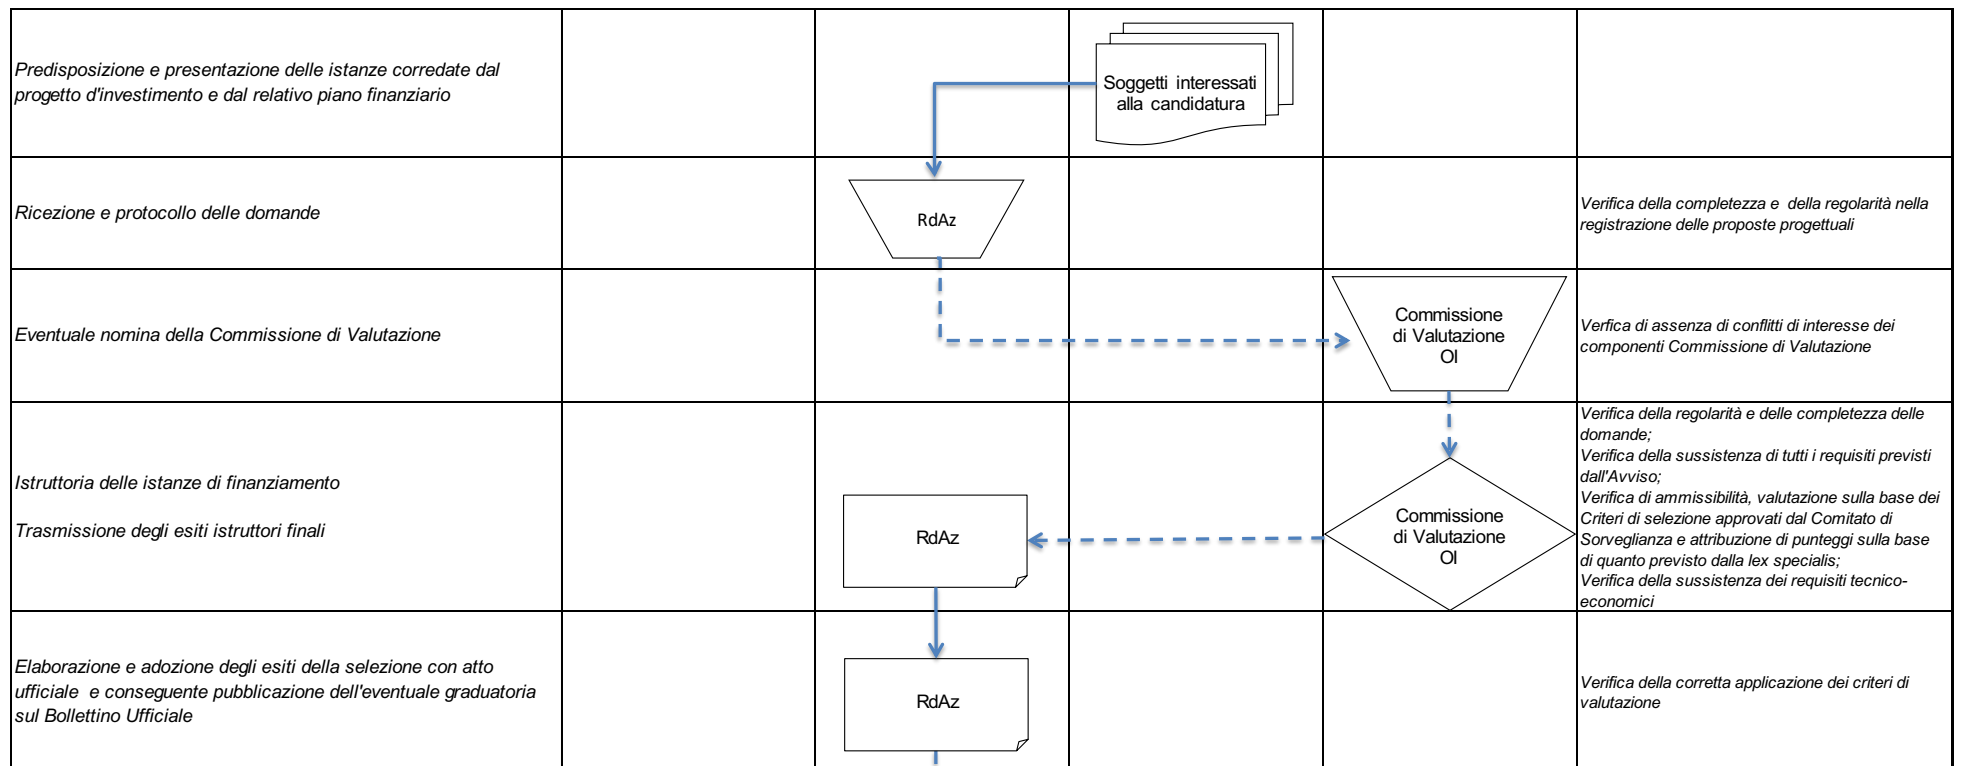 Predisposizione e presentazione delle istanze corredate dal
progetto d'investimento e dal relativo piano finanziario
Soggetti interessati
alla candidatura
Ricezione e protocollo delle domande
RdAz
Verifica della completezza e della regolarità nella
registrazione delle proposte progettuali
Eventuale nomina della Commissione di Valutazione
Commissione
di Valutazione
OI
Verfica di assenza di conflitti di interesse dei
componenti Commissione di Valutazione
Istruttoria delle istanze di finanziamento
Trasmissione degli esiti istruttori finali
RdAz
Commissione
di Valutazione
OI
Verifica della regolarità e delle completezza delle
domande;
Verifica della sussistenza di tutti i requisiti previsti
dall'Avviso;
Verifica di ammissibilità, valutazione sulla base dei
Criteri di selezione approvati dal Comitato di
Sorveglianza e attribuzione di punteggi sulla base
di quanto previsto dalla lex specialis;
Verifica della sussistenza dei requisiti tecnico-
economici
Elaborazione e adozione degli esiti della selezione con atto
ufficiale e conseguente pubblicazione dell'eventuale graduatoria
sul Bollettino Ufficiale
RdAz
Verifica della corretta applicazione dei criteri di
valutazione